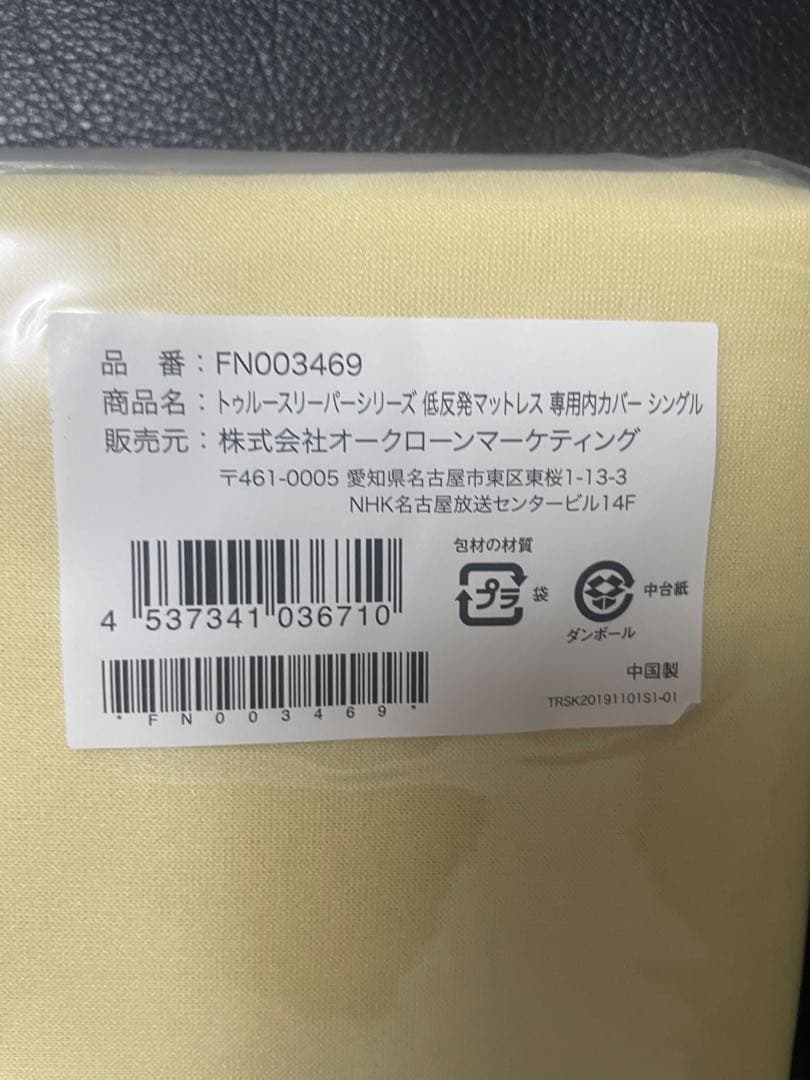 品　番：FN003469
商品名：トゥルースリーパーシリーズ 低反発マットレス 専用内カバー シングル
販売元：株式会社オークローンマーケティング
〒461-0005 愛知県名古屋市東区東桜1-13-3
NHK名古屋放送センタービル14F
包材の材質
プラ 袋
中台紙
ダンボール
4 537341 036710
*FN003469*
中国製
TRSK20191101S1-01